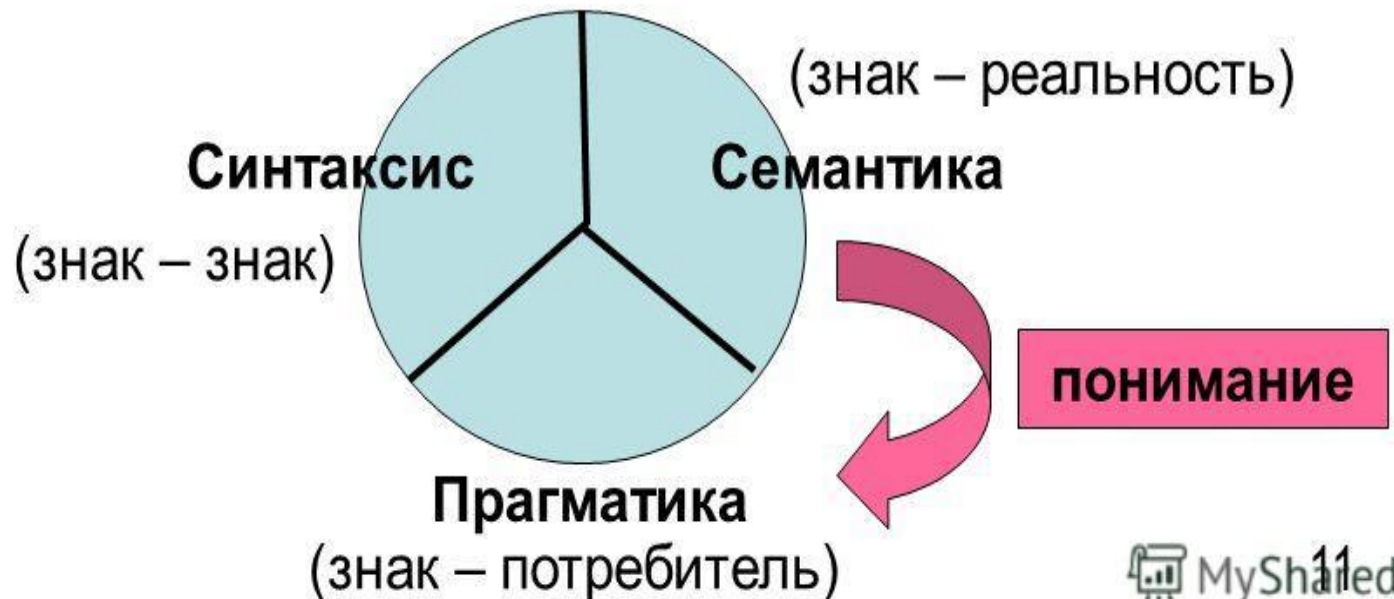 (знак – реальность)
Синтаксис
Семантика
(знак – знак)
понимание
Прагматика
(знак – потребитель)
MyShared
11